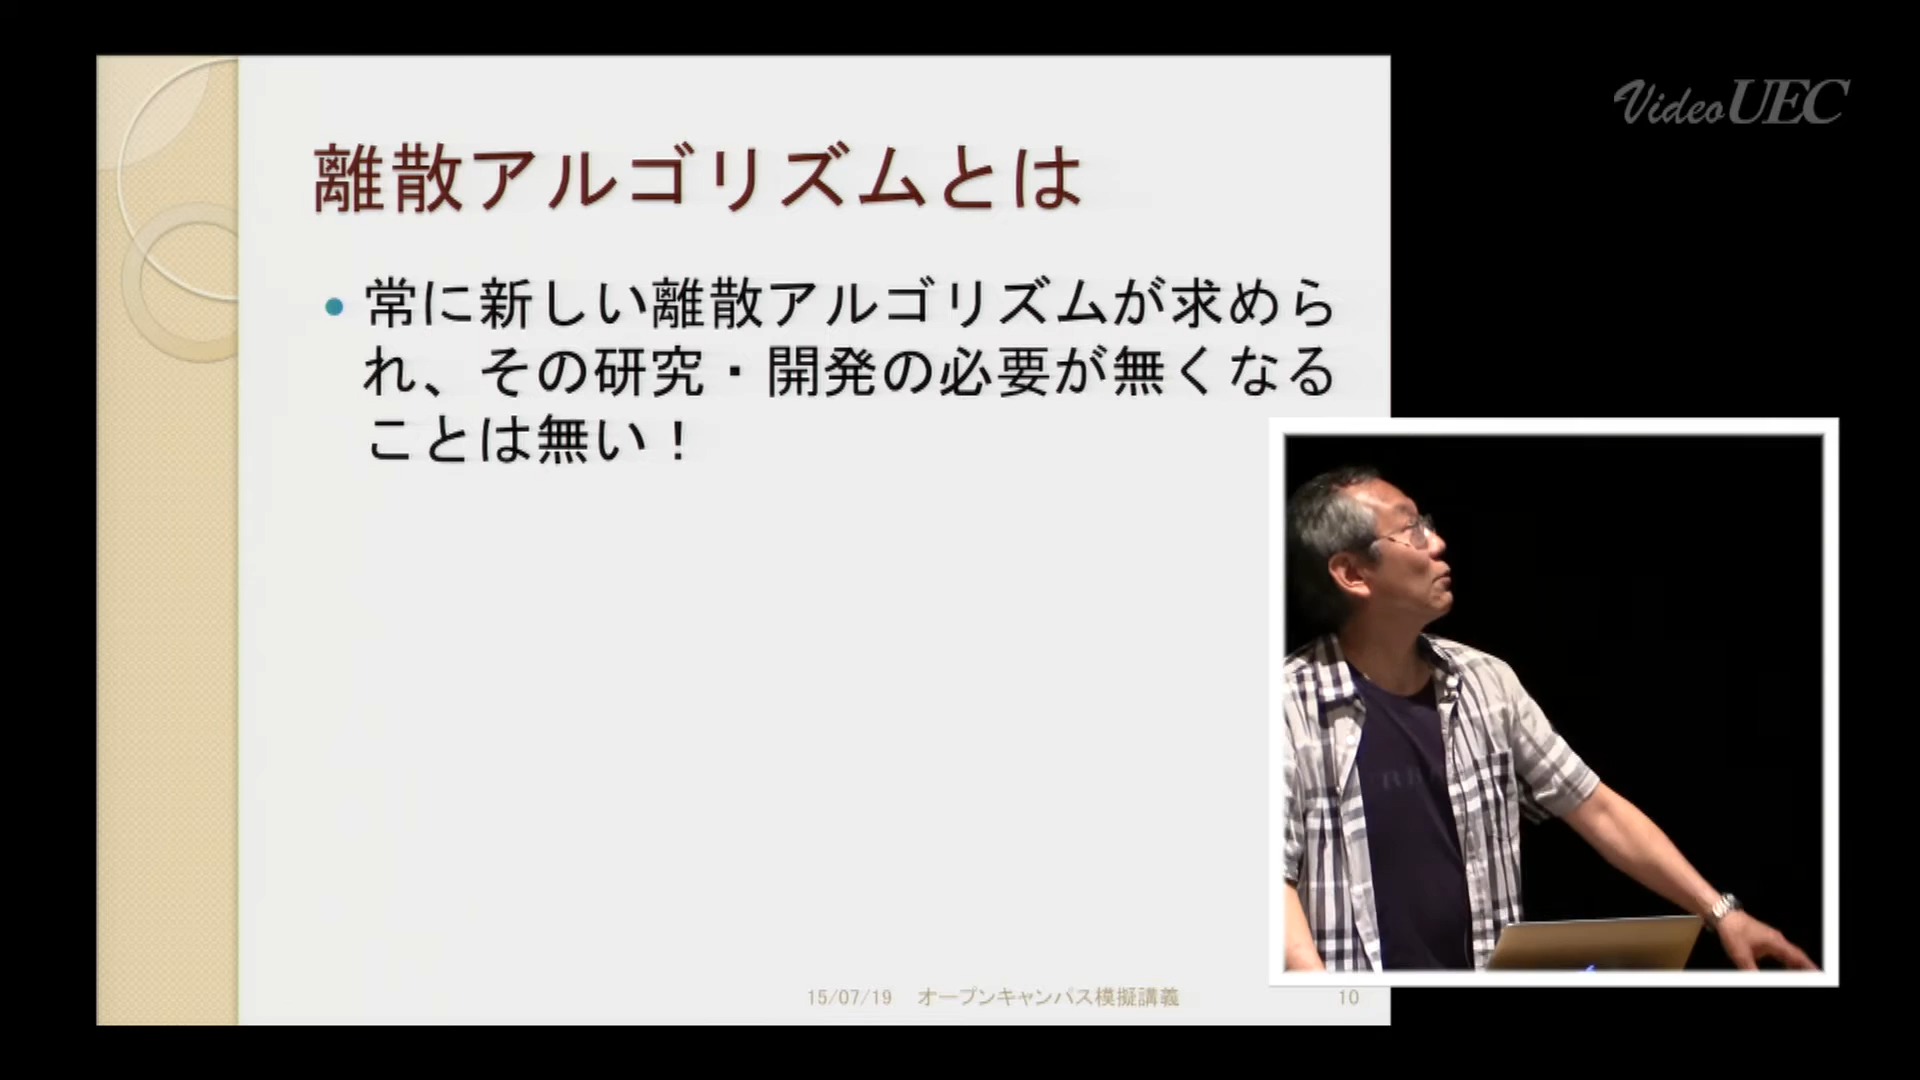 VideoUEC
離散アルゴリズムとは
常に新しい離散アルゴリズムが求めら
れ、その研究・開発の必要が無くなる
ことは無い！
15/07/19 オープンキャンパス模擬講義 10